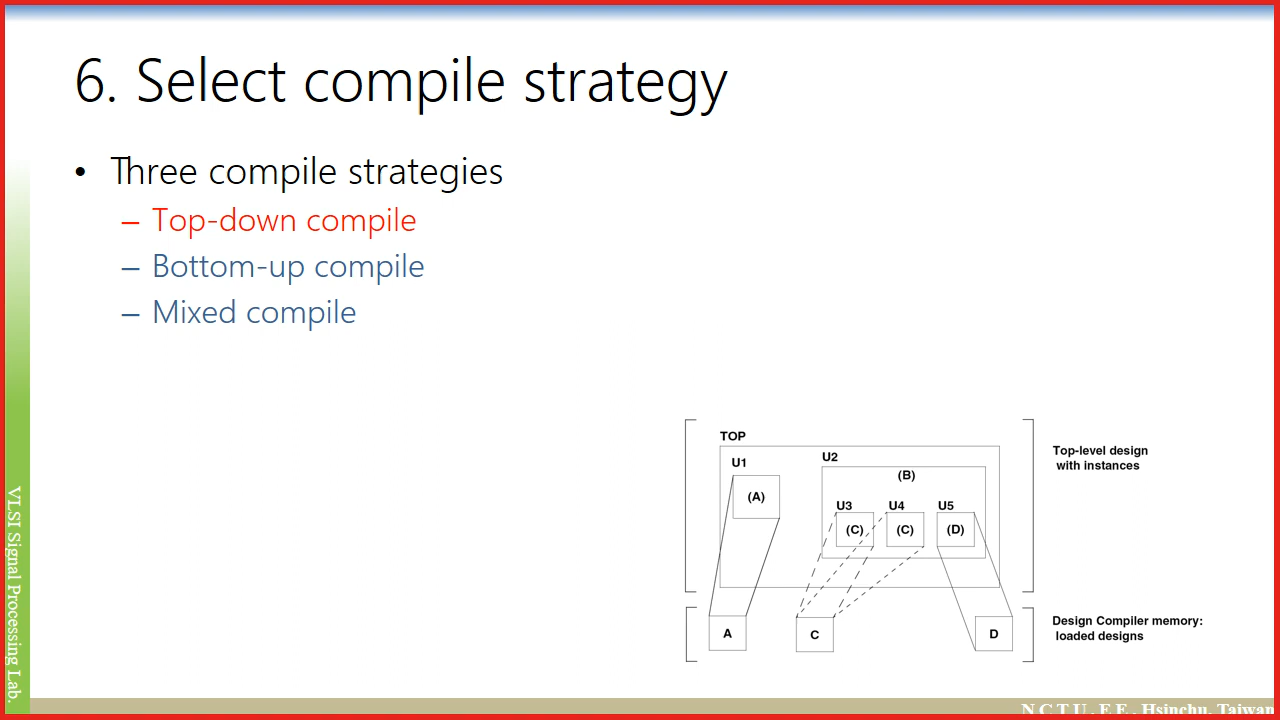 6. Select compile strategy
• Three compile strategies
– Top-down compile
– Bottom-up compile
– Mixed compile
TOP
U1
(A)
U2
(B)
U3
U4
U5
(C)
(C)
(D)
Top-level design
with instances
A
C
D
Design Compiler memory:
loaded designs
VLSI Signal Processing Lab.
N C T U . E E . Hsinchu, Taiwan